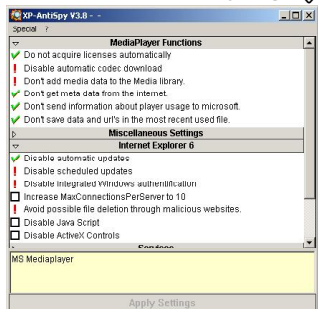 XP-AntiSpy V3.8 - -
Special ?
MediaPlayer Functions
Do not acquire licenses automatically
Disable automatic codec download
Don't add media data to the Media library.
Don't get meta data from the internet.
Don't send information about player usage to microsoft.
Don't save data and url's in the most recent used file.
Miscellaneous Settings
Internet Explorer 6
Disable automatic updates
Disable scheduled updates
Disable Integrated Windows authentification
Increase MaxConnectionsPerServer to 10
Avoid possible file deletion through malicious websites.
Disable Java Script
Disable ActiveX Controls
Services
MS Mediaplayer
Apply Settings